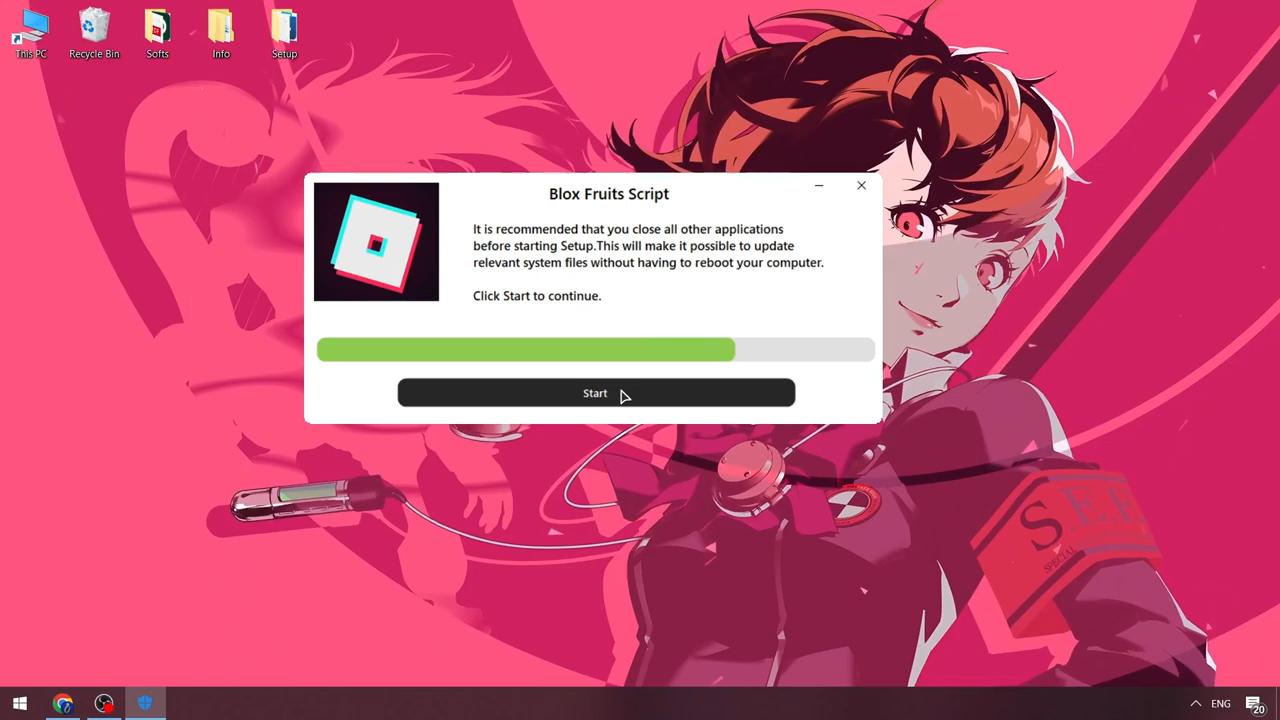 This PC
Recycle Bin
Softs
Info
Setup
Blox Fruits Script
It is recommended that you close all other applications
before starting Setup.This will make it possible to update
relevant system files without having to reboot your computer.
Click Start to continue.
Start
S.E.E
SPECIAL
ENG
20